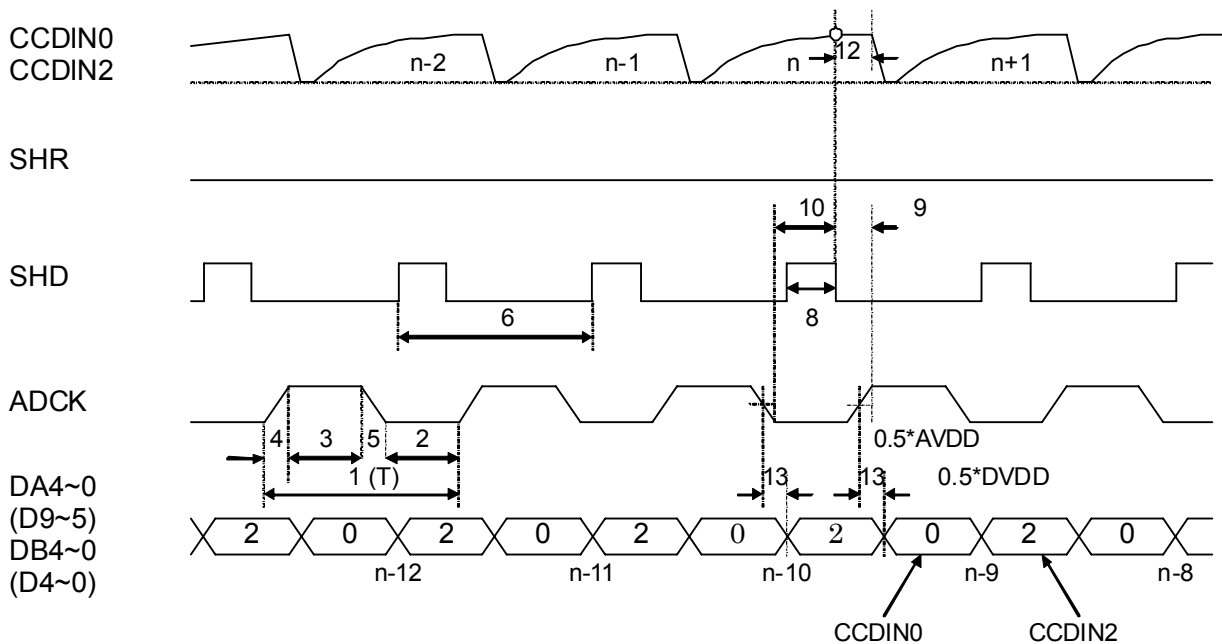 CCDIN0
CCDIN2
n-2 n-1 n 12 n+1
SHR
10 9
SHD
8
6
ADCK
4 3 5 2
0.5*AVDD
1 (T)
13 13 0.5*DVDD
DA4~0
(D9~5)
DB4~0
(D4~0)
2 0 2 0 2 0 2 0 2 0
n-12 n-11 n-10 n-9 n-8
CCDIN0 CCDIN2